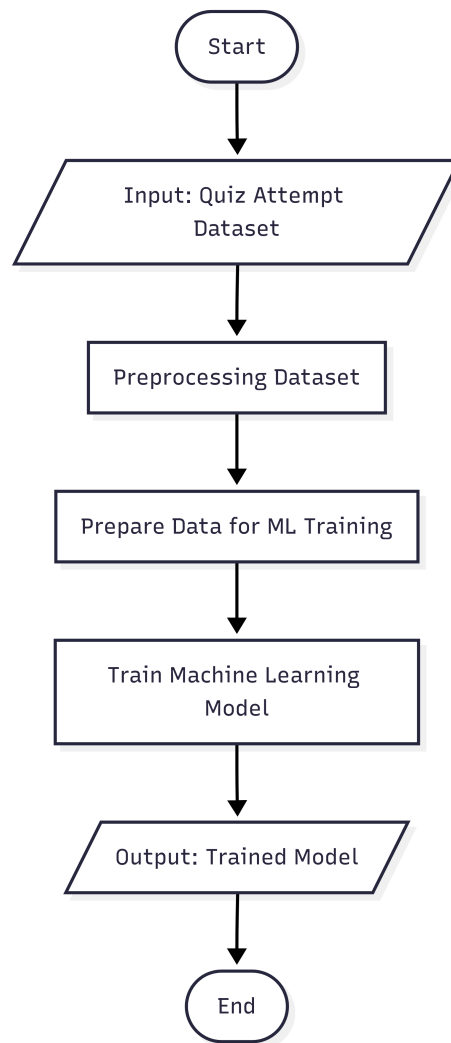 Start
Input: Quiz Attempt
Dataset
Preprocessing Dataset
Prepare Data for ML Training
Train Machine Learning
Model
Output: Trained Model
End